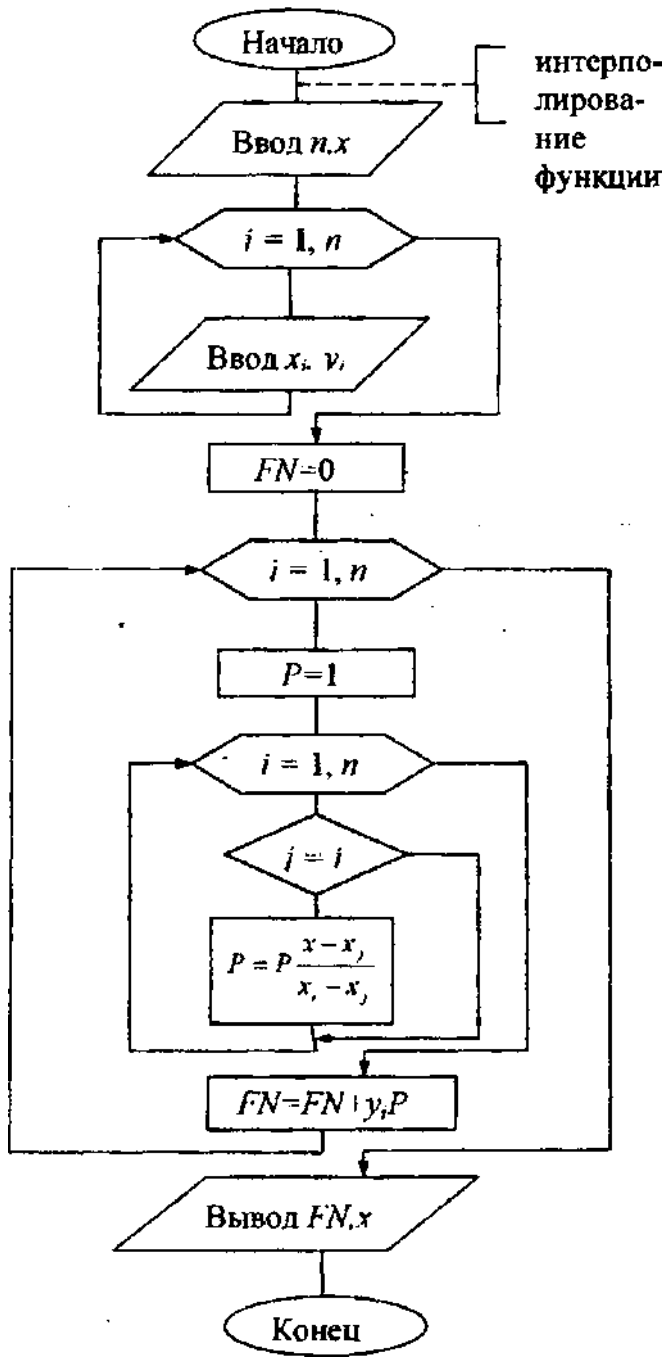 Начало
интерпо-
лирова-
ние
функции
Ввод n,x
i = 1, n
Ввод xᵢ, yᵢ
FN=0
i = 1, n
P=1
i = 1, n
j = i
P = P (x − xⱼ)/(xᵢ − xⱼ)
FN=FN+yᵢP
Вывод FN,x
Конец